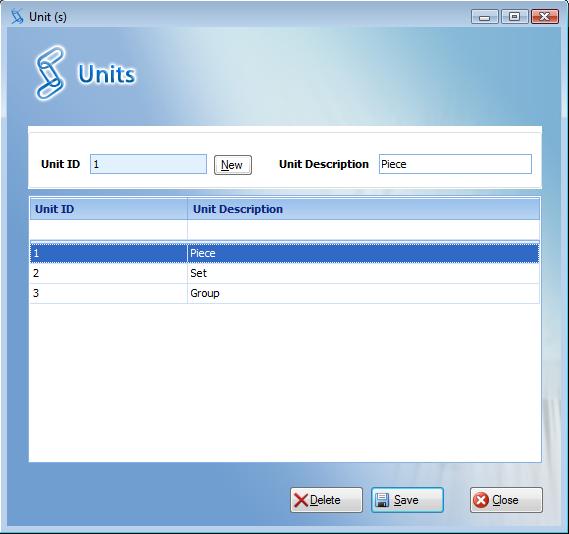 Unit (s)
Units
Unit ID 1 New Unit Description Piece
Unit ID Unit Description
1 Piece
2 Set
3 Group
Delete Save Close